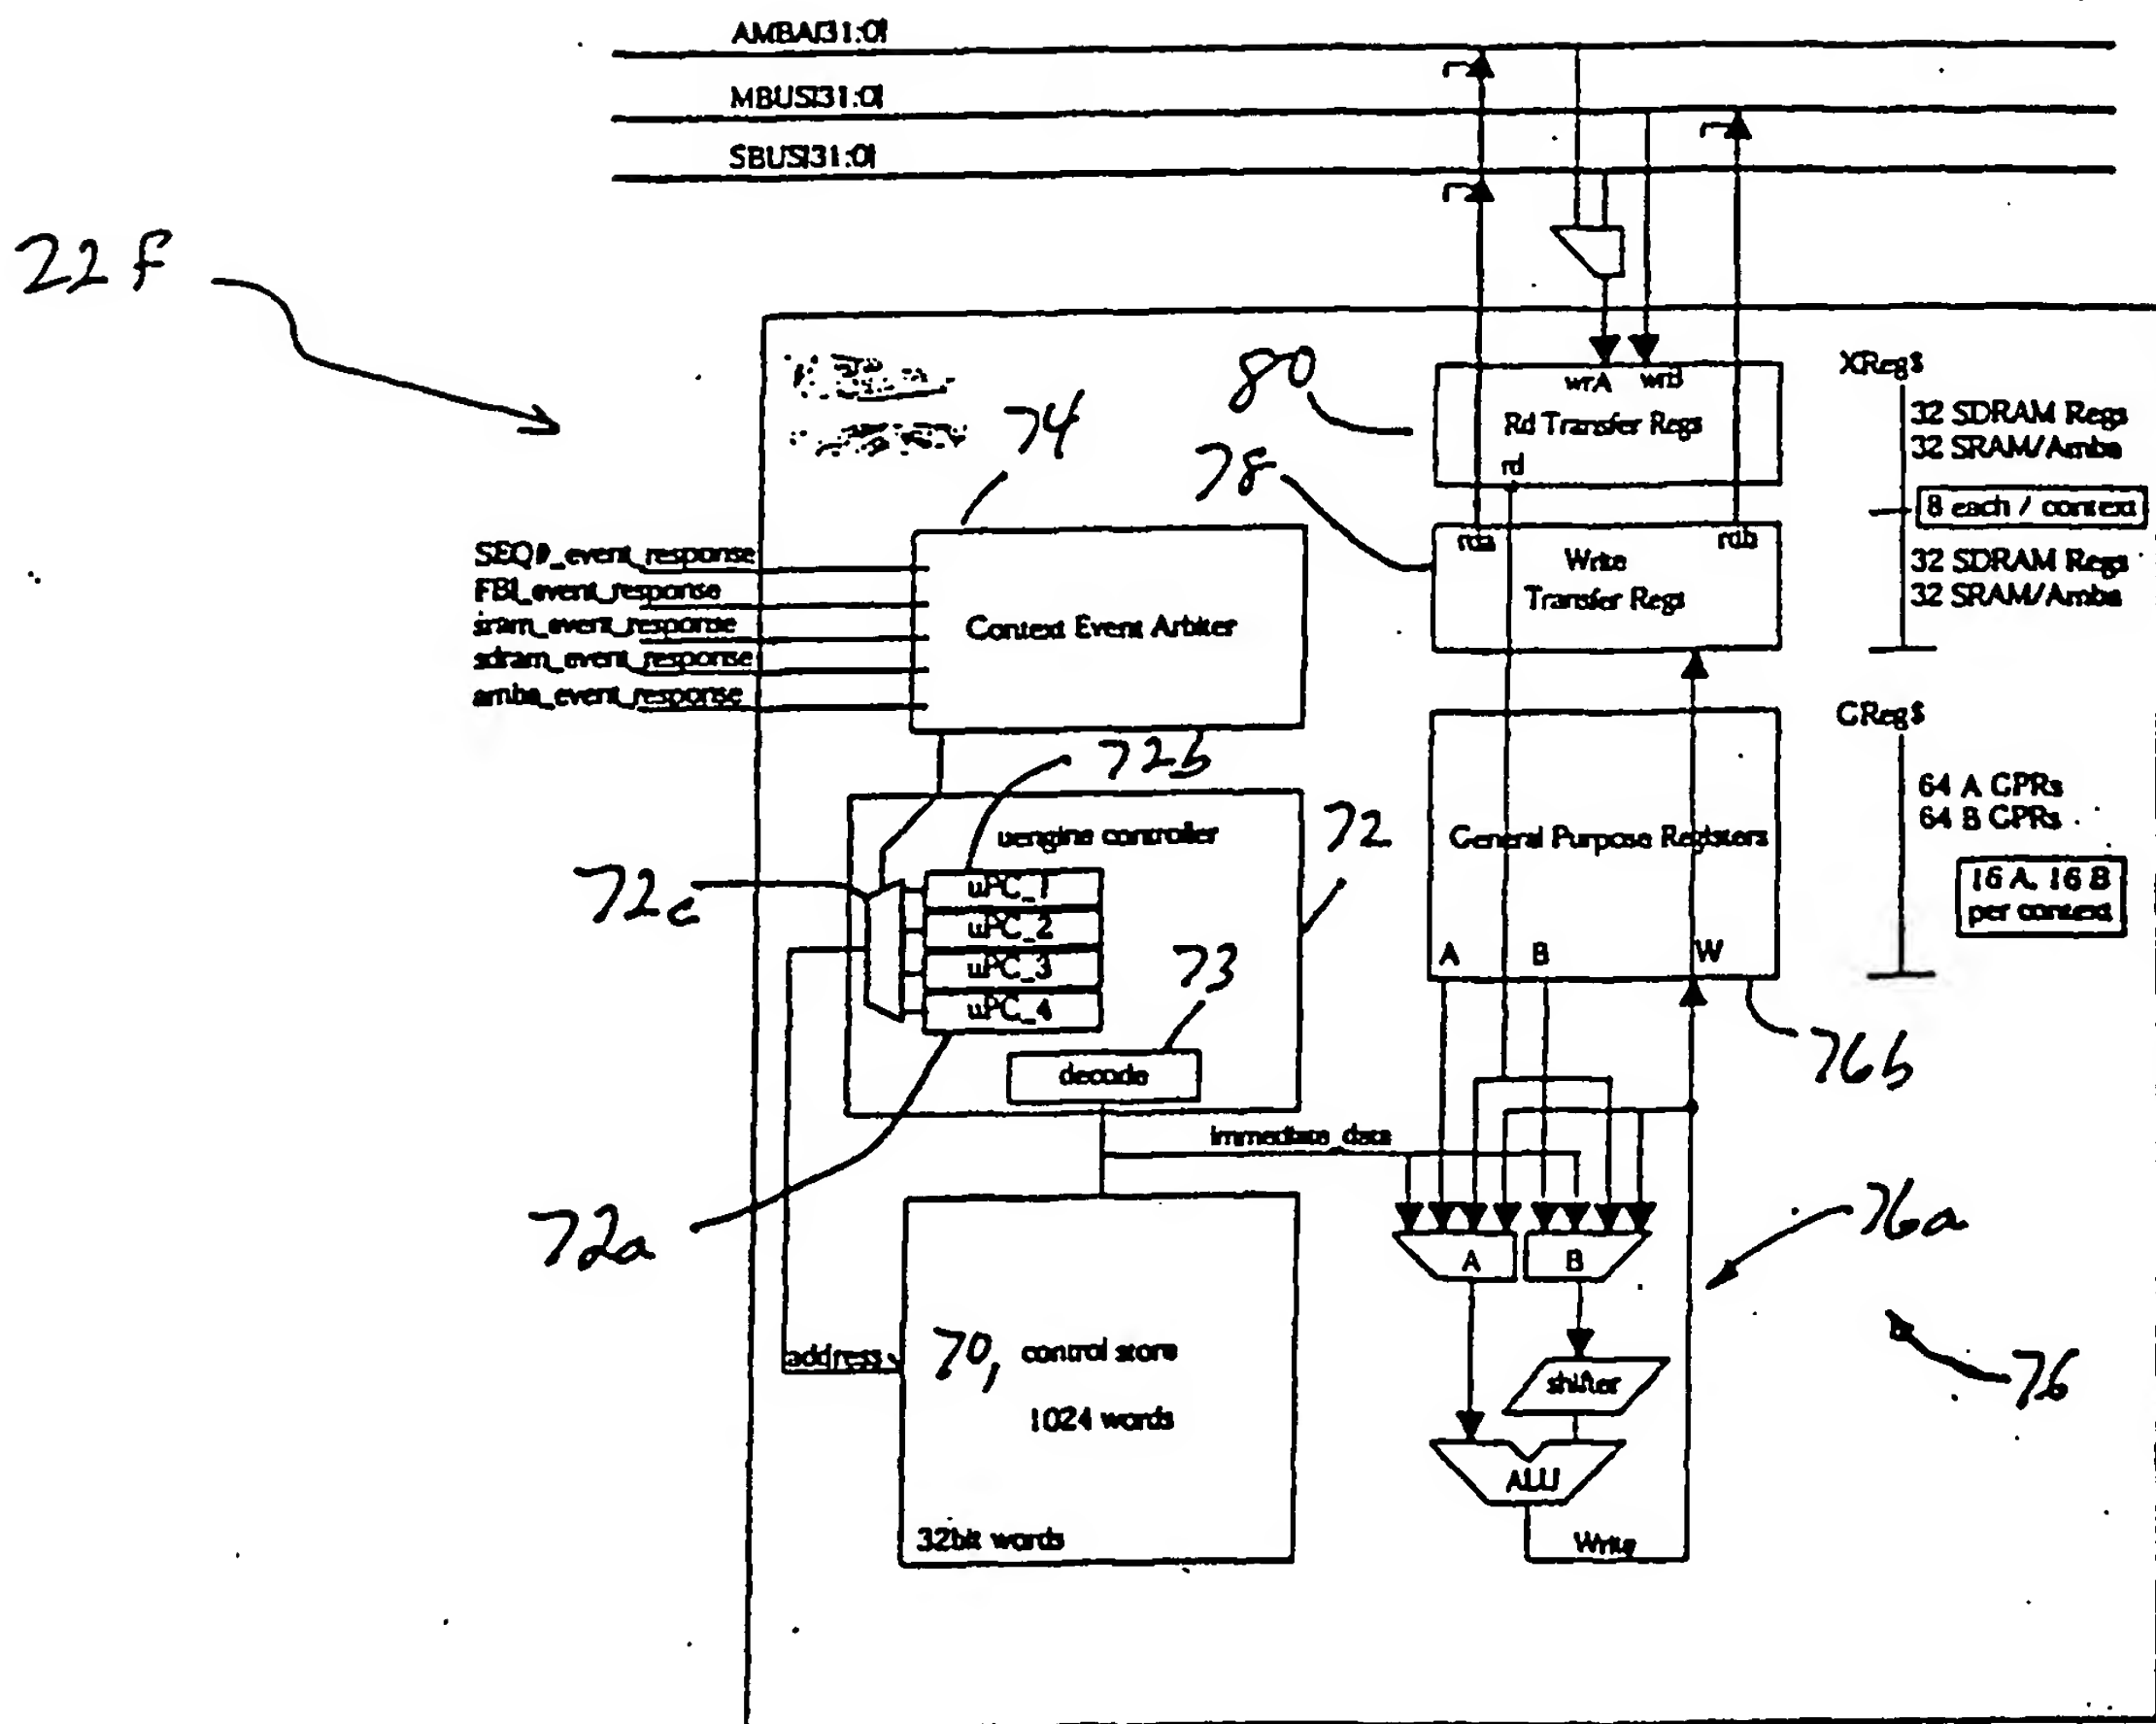 AMBA[31:0]
MBUS[31:0]
SBUS[31:0]
22f
80
wrA wrB
Rd Transfer Regs
rd
XRegs
32 SDRAM Regs
32 SRAM/Amba
8 each / context
32 SDRAM Regs
32 SRAM/Amba
74
78
rda
rdb
Write
Transfer Regs
SEQ#_event_response
FBI_event_response
sram_event_response
sdram_event_response
amba_event_response
Context Event Arbiter
72b
GRegs
64 A GPRs
64 B GPRs
16 A, 16 B
per context
General Purpose Registers
A
B
W
76b
uengine controller
72
72c
uPC_1
uPC_2
uPC_3
uPC_4
73
decode
immediate_data
72a
A
B
76a
76
address
70, control store
1024 words
32bit words
shifter
ALU
Write